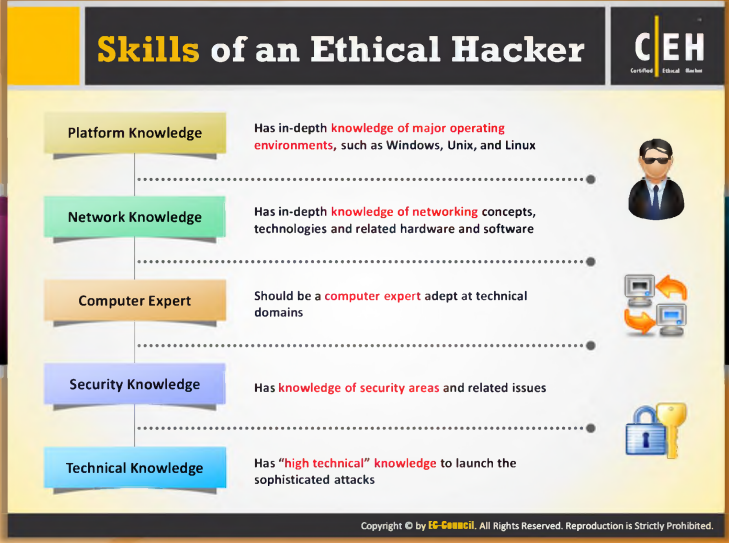 Skills of an Ethical Hacker
C|EH
Certified Ethical Hacker
Platform Knowledge
Has in-depth knowledge of major operating
environments, such as Windows, Unix, and Linux
Network Knowledge
Has in-depth knowledge of networking concepts,
technologies and related hardware and software
Computer Expert
Should be a computer expert adept at technical
domains
Security Knowledge
Has knowledge of security areas and related issues
Technical Knowledge
Has “high technical” knowledge to launch the
sophisticated attacks
Copyright © by EC-Council. All Rights Reserved. Reproduction is Strictly Prohibited.